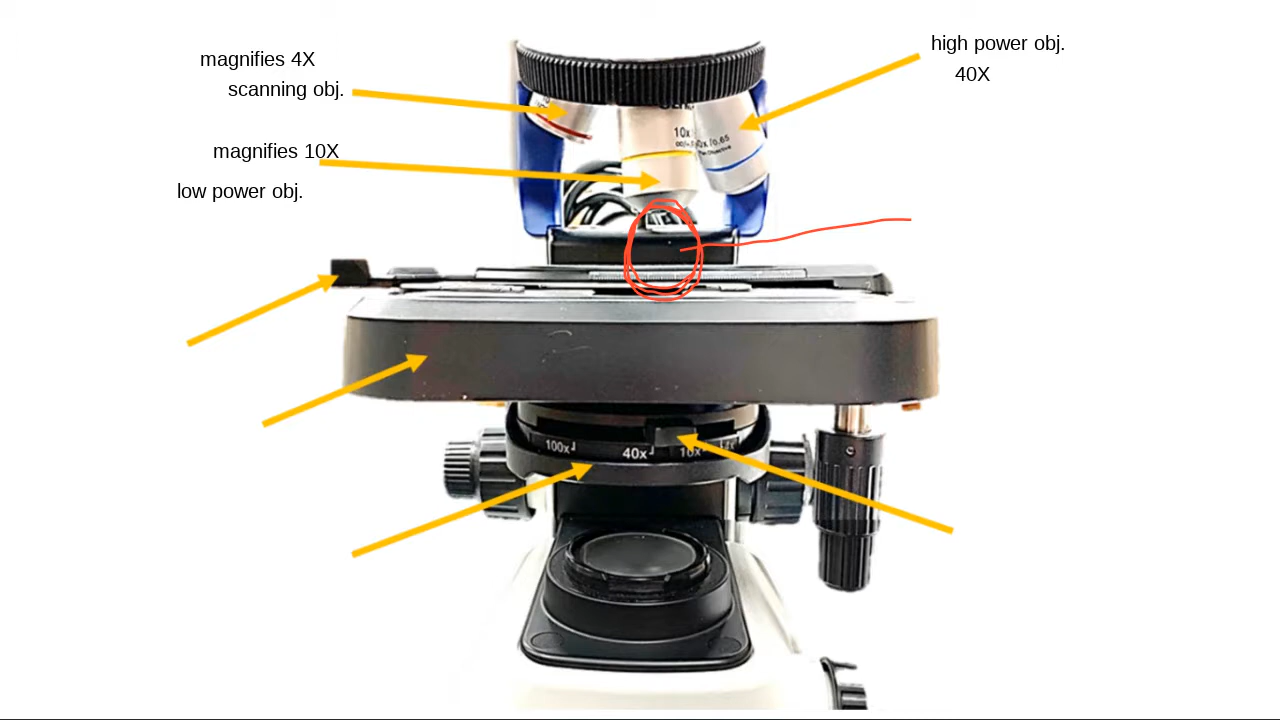 magnifies 4X
scanning obj.
high power obj.
40X
magnifies 10X
low power obj.
10x
100x
40x
10x